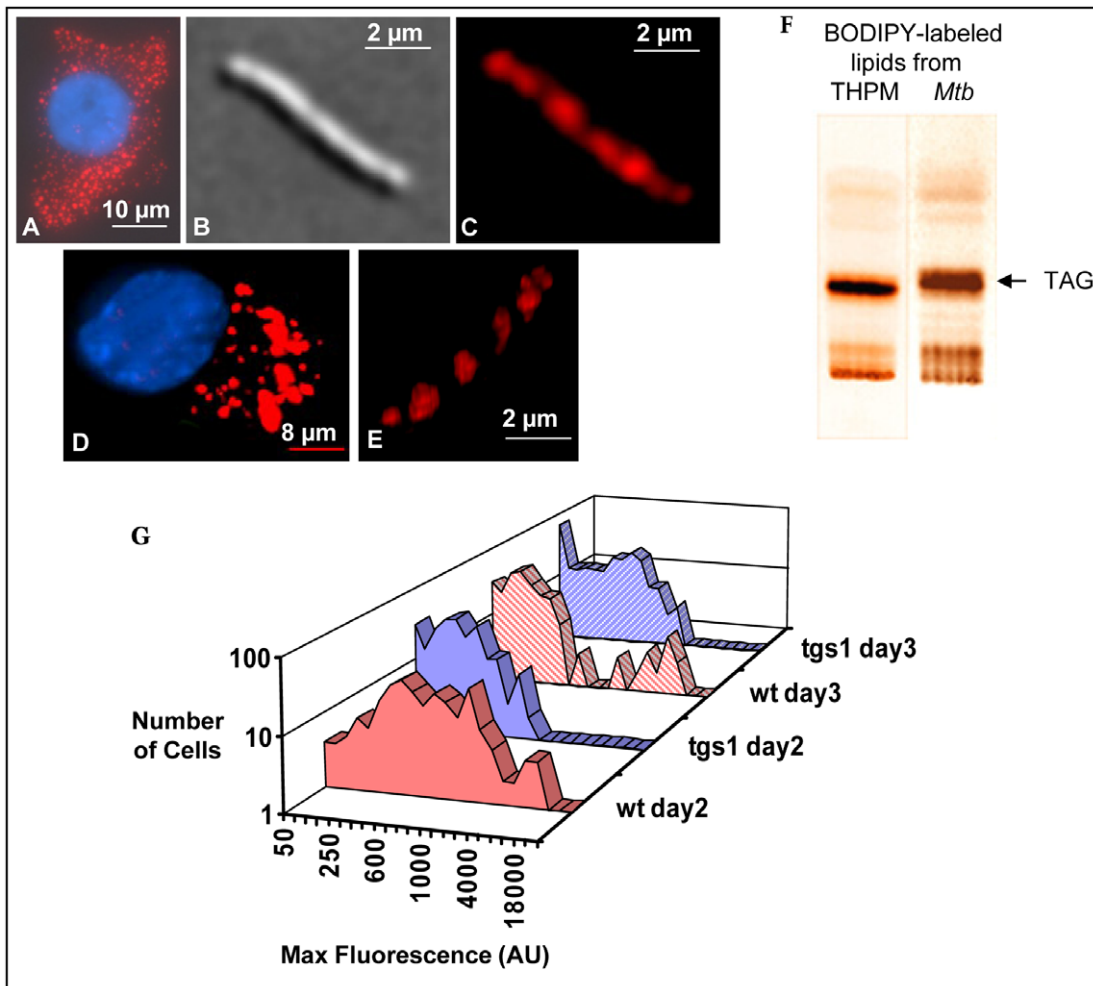 A
10 µm
B
2 µm
C
2 µm
D
8 µm
E
2 µm
F
BODIPY-labeled
lipids from
THPM Mtb
TAG
G
100
10
1
Number
of Cells
50
250
600
1000
4000
18000
Max Fluorescence (AU)
wt day2
tgs1 day2
wt day3
tgs1 day3